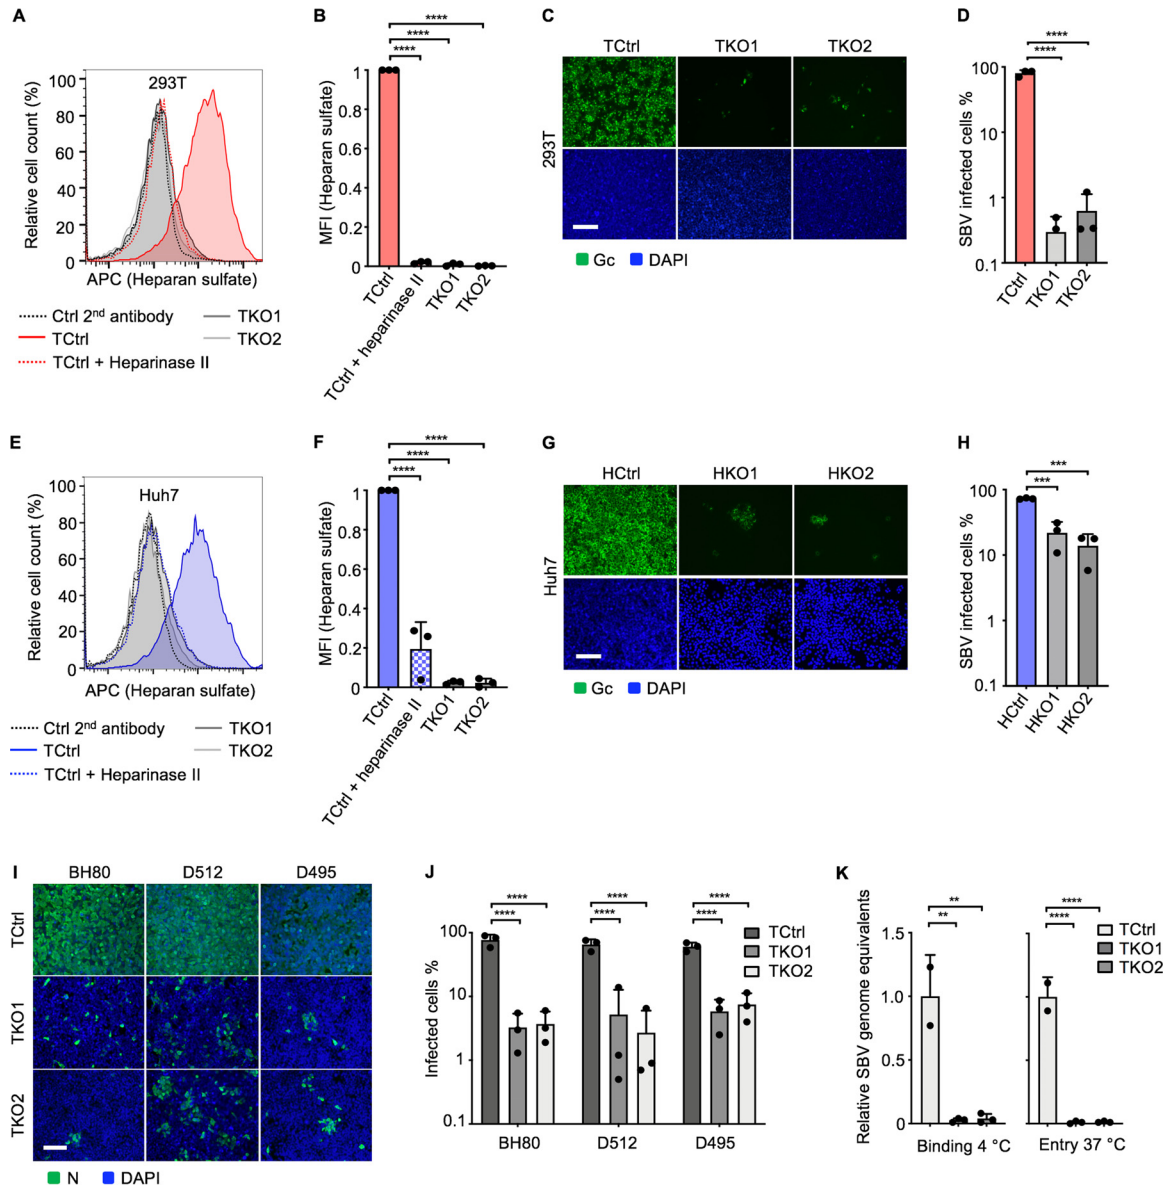 A
Relative cell count (%)
100
80
60
40
20
0
293T
APC (Heparan sulfate)
Ctrl 2nd antibody
TCtrl
TCtrl + Heparinase II
TKO1
TKO2
B
MFI (Heparan sulfate)
1
0.8
0.6
0.4
0.2
0
****
****
****
TCtrl
TCtrl + heparinase II
TKO1
TKO2
C
TCtrl
TKO1
TKO2
293T
Gc
DAPI
D
SBV infected cells %
100
10
1
0.1
****
****
TCtrl
TKO1
TKO2
E
Relative cell count (%)
100
80
60
40
20
0
Huh7
APC (Heparan sulfate)
Ctrl 2nd antibody
TCtrl
TCtrl + Heparinase II
TKO1
TKO2
F
MFI (Heparan sulfate)
1
0.8
0.6
0.4
0.2
0
****
****
****
TCtrl
TCtrl + heparinase II
TKO1
TKO2
G
HCtrl
HKO1
HKO2
Huh7
Gc
DAPI
H
SBV infected cells %
100
10
1
0.1
***
***
HCtrl
HKO1
HKO2
I
BH80
D512
D495
TCtrl
TKO1
TKO2
N
DAPI
J
Infected cells %
100
10
1
0.1
****
****
****
****
****
****
TCtrl
TKO1
TKO2
BH80
D512
D495
K
Relative SBV genome equivalents
1.5
1.0
0.5
0
**
**
****
****
TCtrl
TKO1
TKO2
Binding 4 °C
Entry 37 °C